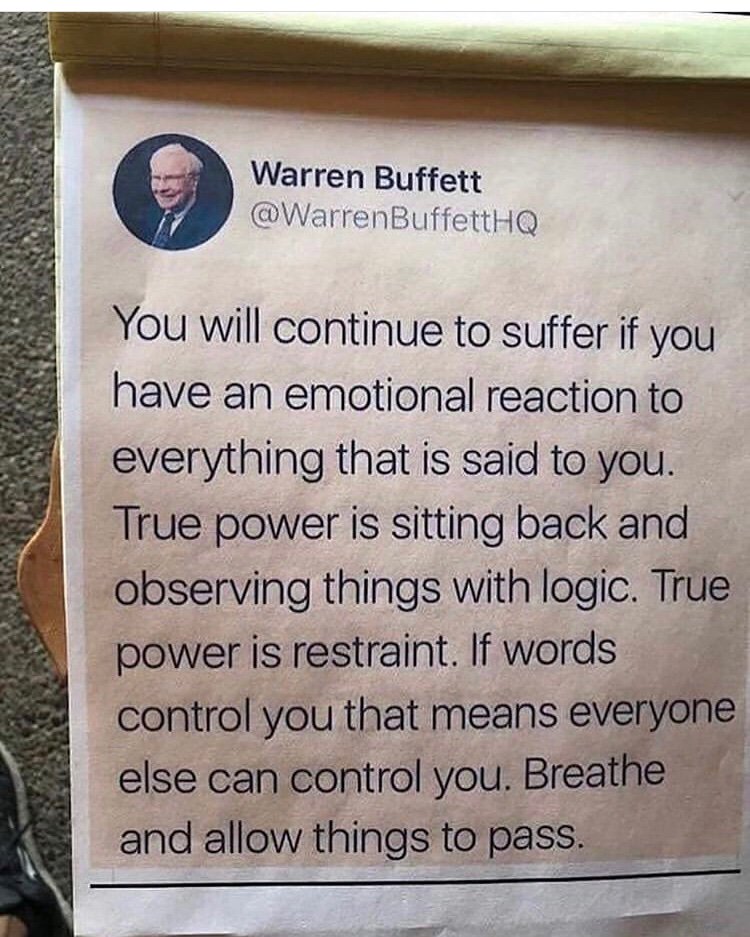 Warren Buffett
@WarrenBuffettHQ
You will continue to suffer if you
have an emotional reaction to
everything that is said to you.
True power is sitting back and
observing things with logic. True
power is restraint. If words
control you that means everyone
else can control you. Breathe
and allow things to pass.